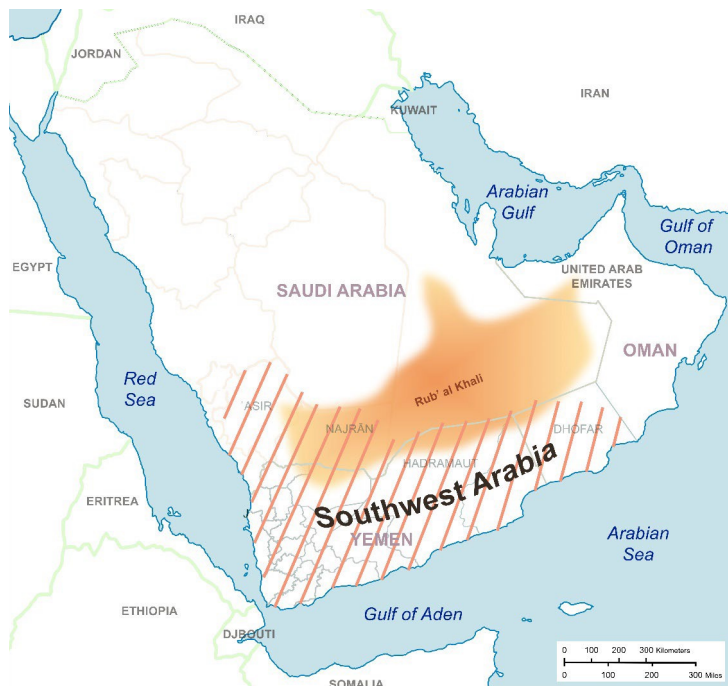 IRAQ
JORDAN
KUWAIT
IRAN
Arabian
Gulf
Gulf of
Oman
EGYPT
UNITED ARAB
EMIRATES
SAUDI ARABIA
OMAN
Red
Sea
Rub' al Khali
SUDAN
'ASIR
NAJRĀN
DHOFAR
HADRAMAUT
Southwest Arabia
YEMEN
ERITREA
Arabian
Sea
ETHIOPIA
Gulf of Aden
DJBOUTI
SOMALIA
0 100 200 300 Kilometers
0 100 200 300 Miles